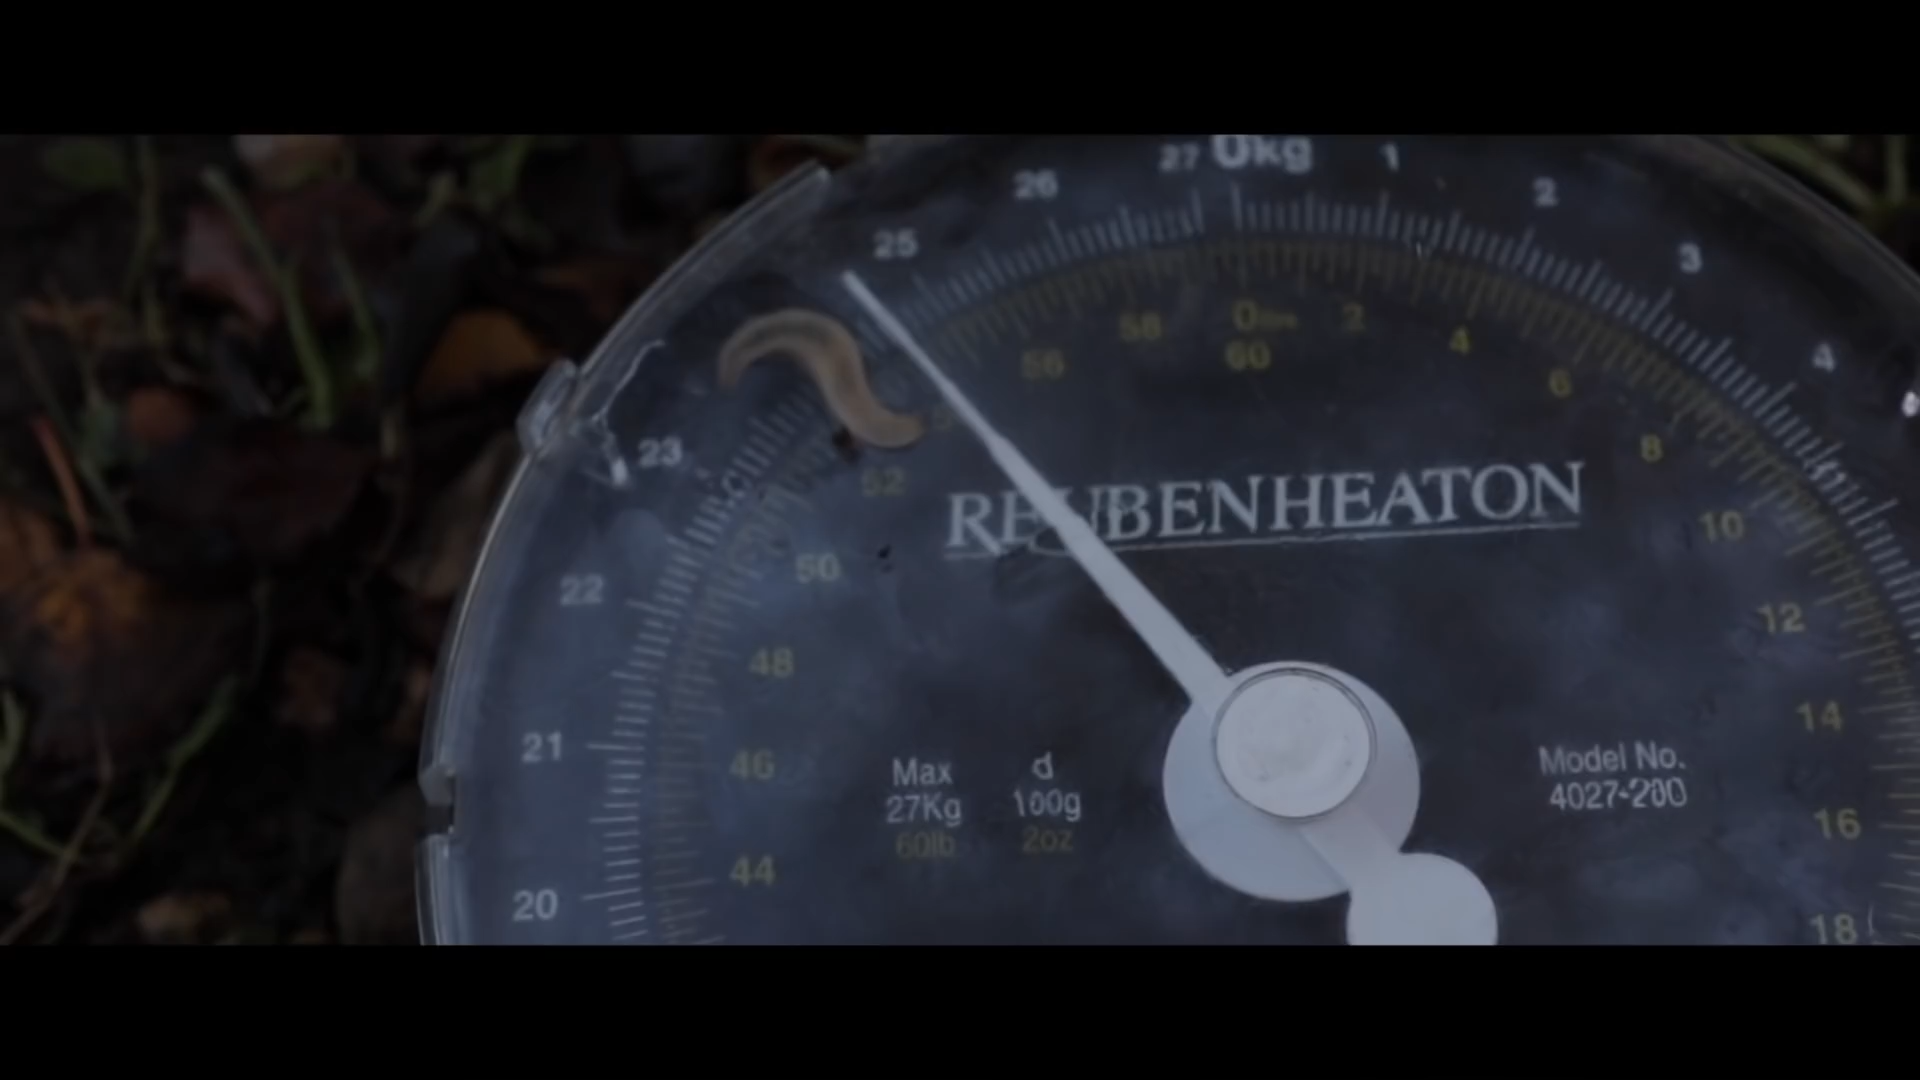 27 0kg 1
26 2
25 3
58 0lbs 2
56 60 4 4
6
23 8
52
REUBENHEATON
10
22 50
12
48
14
21 46
Max d Model No.
27Kg 100g 4027-200
60lb 2oz
16
44
20 18